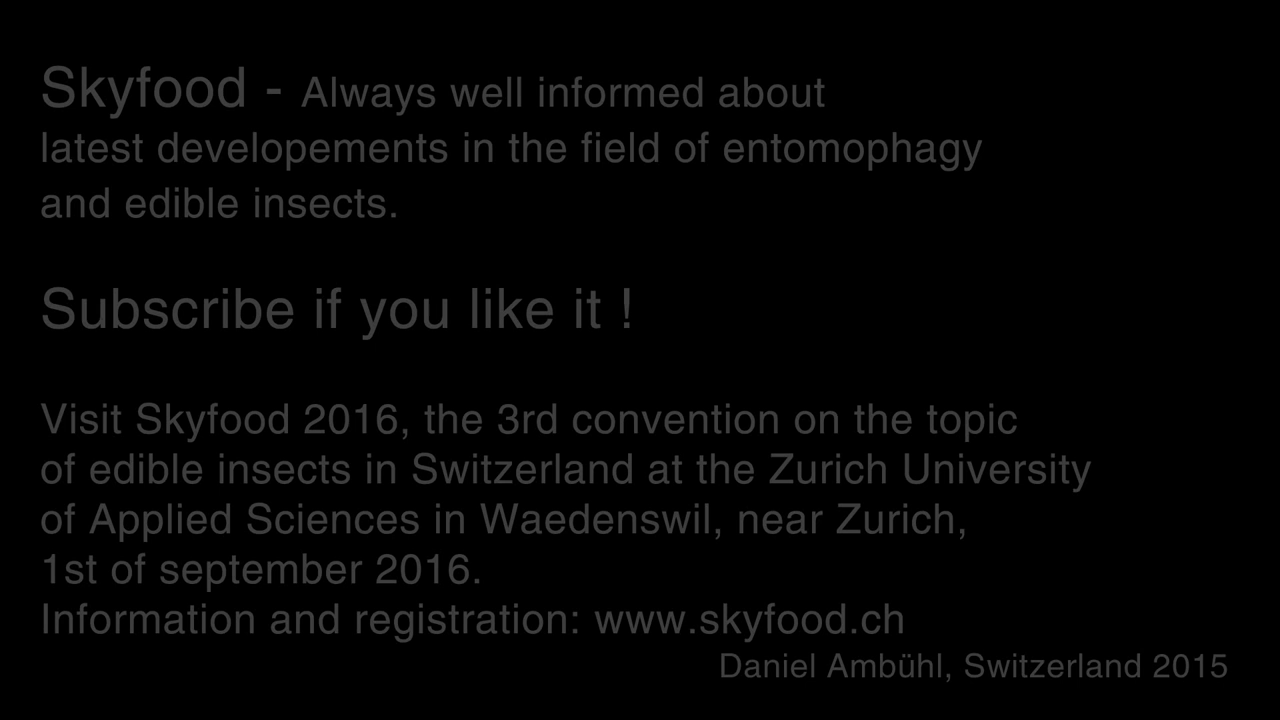 Skyfood - Always well informed about
latest developements in the field of entomophagy
and edible insects.
Subscribe if you like it !
Visit Skyfood 2016, the 3rd convention on the topic
of edible insects in Switzerland at the Zurich University
of Applied Sciences in Waedenswil, near Zurich,
1st of september 2016.
Information and registration: www.skyfood.ch
Daniel Ambühl, Switzerland 2015